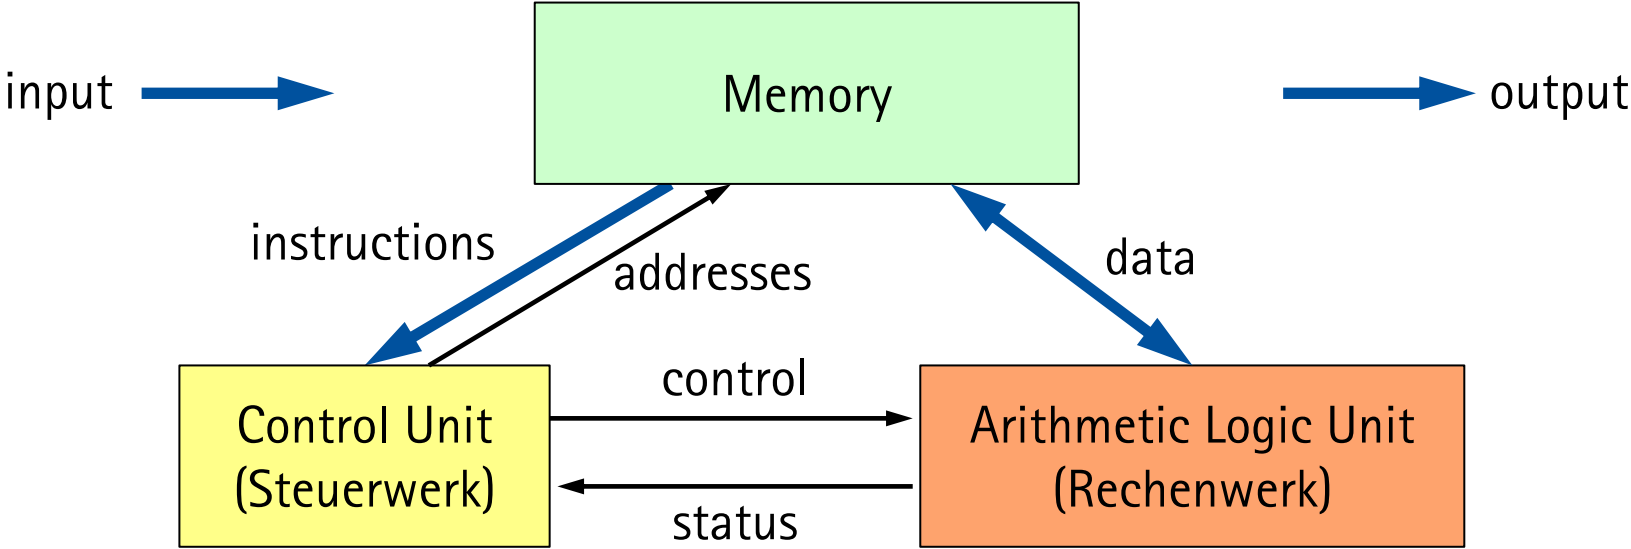 input
Memory
output
instructions
addresses
data
control
Control Unit
(Steuerwerk)
Arithmetic Logic Unit
(Rechenwerk)
status